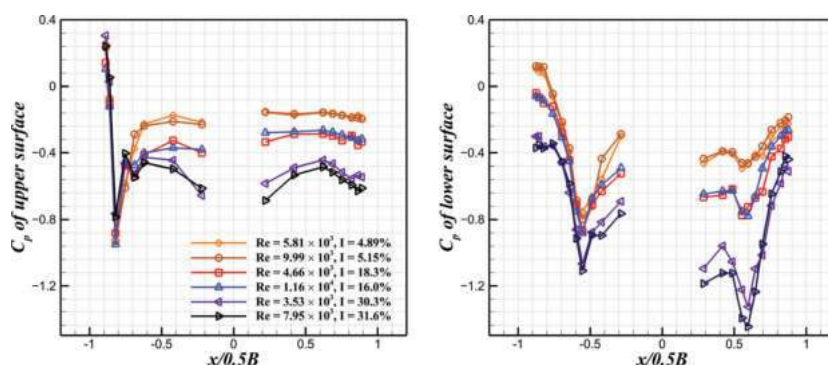 0.4
0
-0.4
-0.8
-1.2
C_p of upper surface
Re = 5.81 × 10³, I = 4.89%
Re = 9.99 × 10³, I = 5.15%
Re = 4.66 × 10³, I = 18.3%
Re = 1.16 × 10⁴, I = 16.0%
Re = 3.53 × 10³, I = 30.3%
Re = 7.95 × 10³, I = 31.6%
-1 -0.5 0 0.5 1
x/0.5B
0.4
0
-0.4
-0.8
-1.2
C_p of lower surface
-1 -0.5 0 0.5 1
x/0.5B